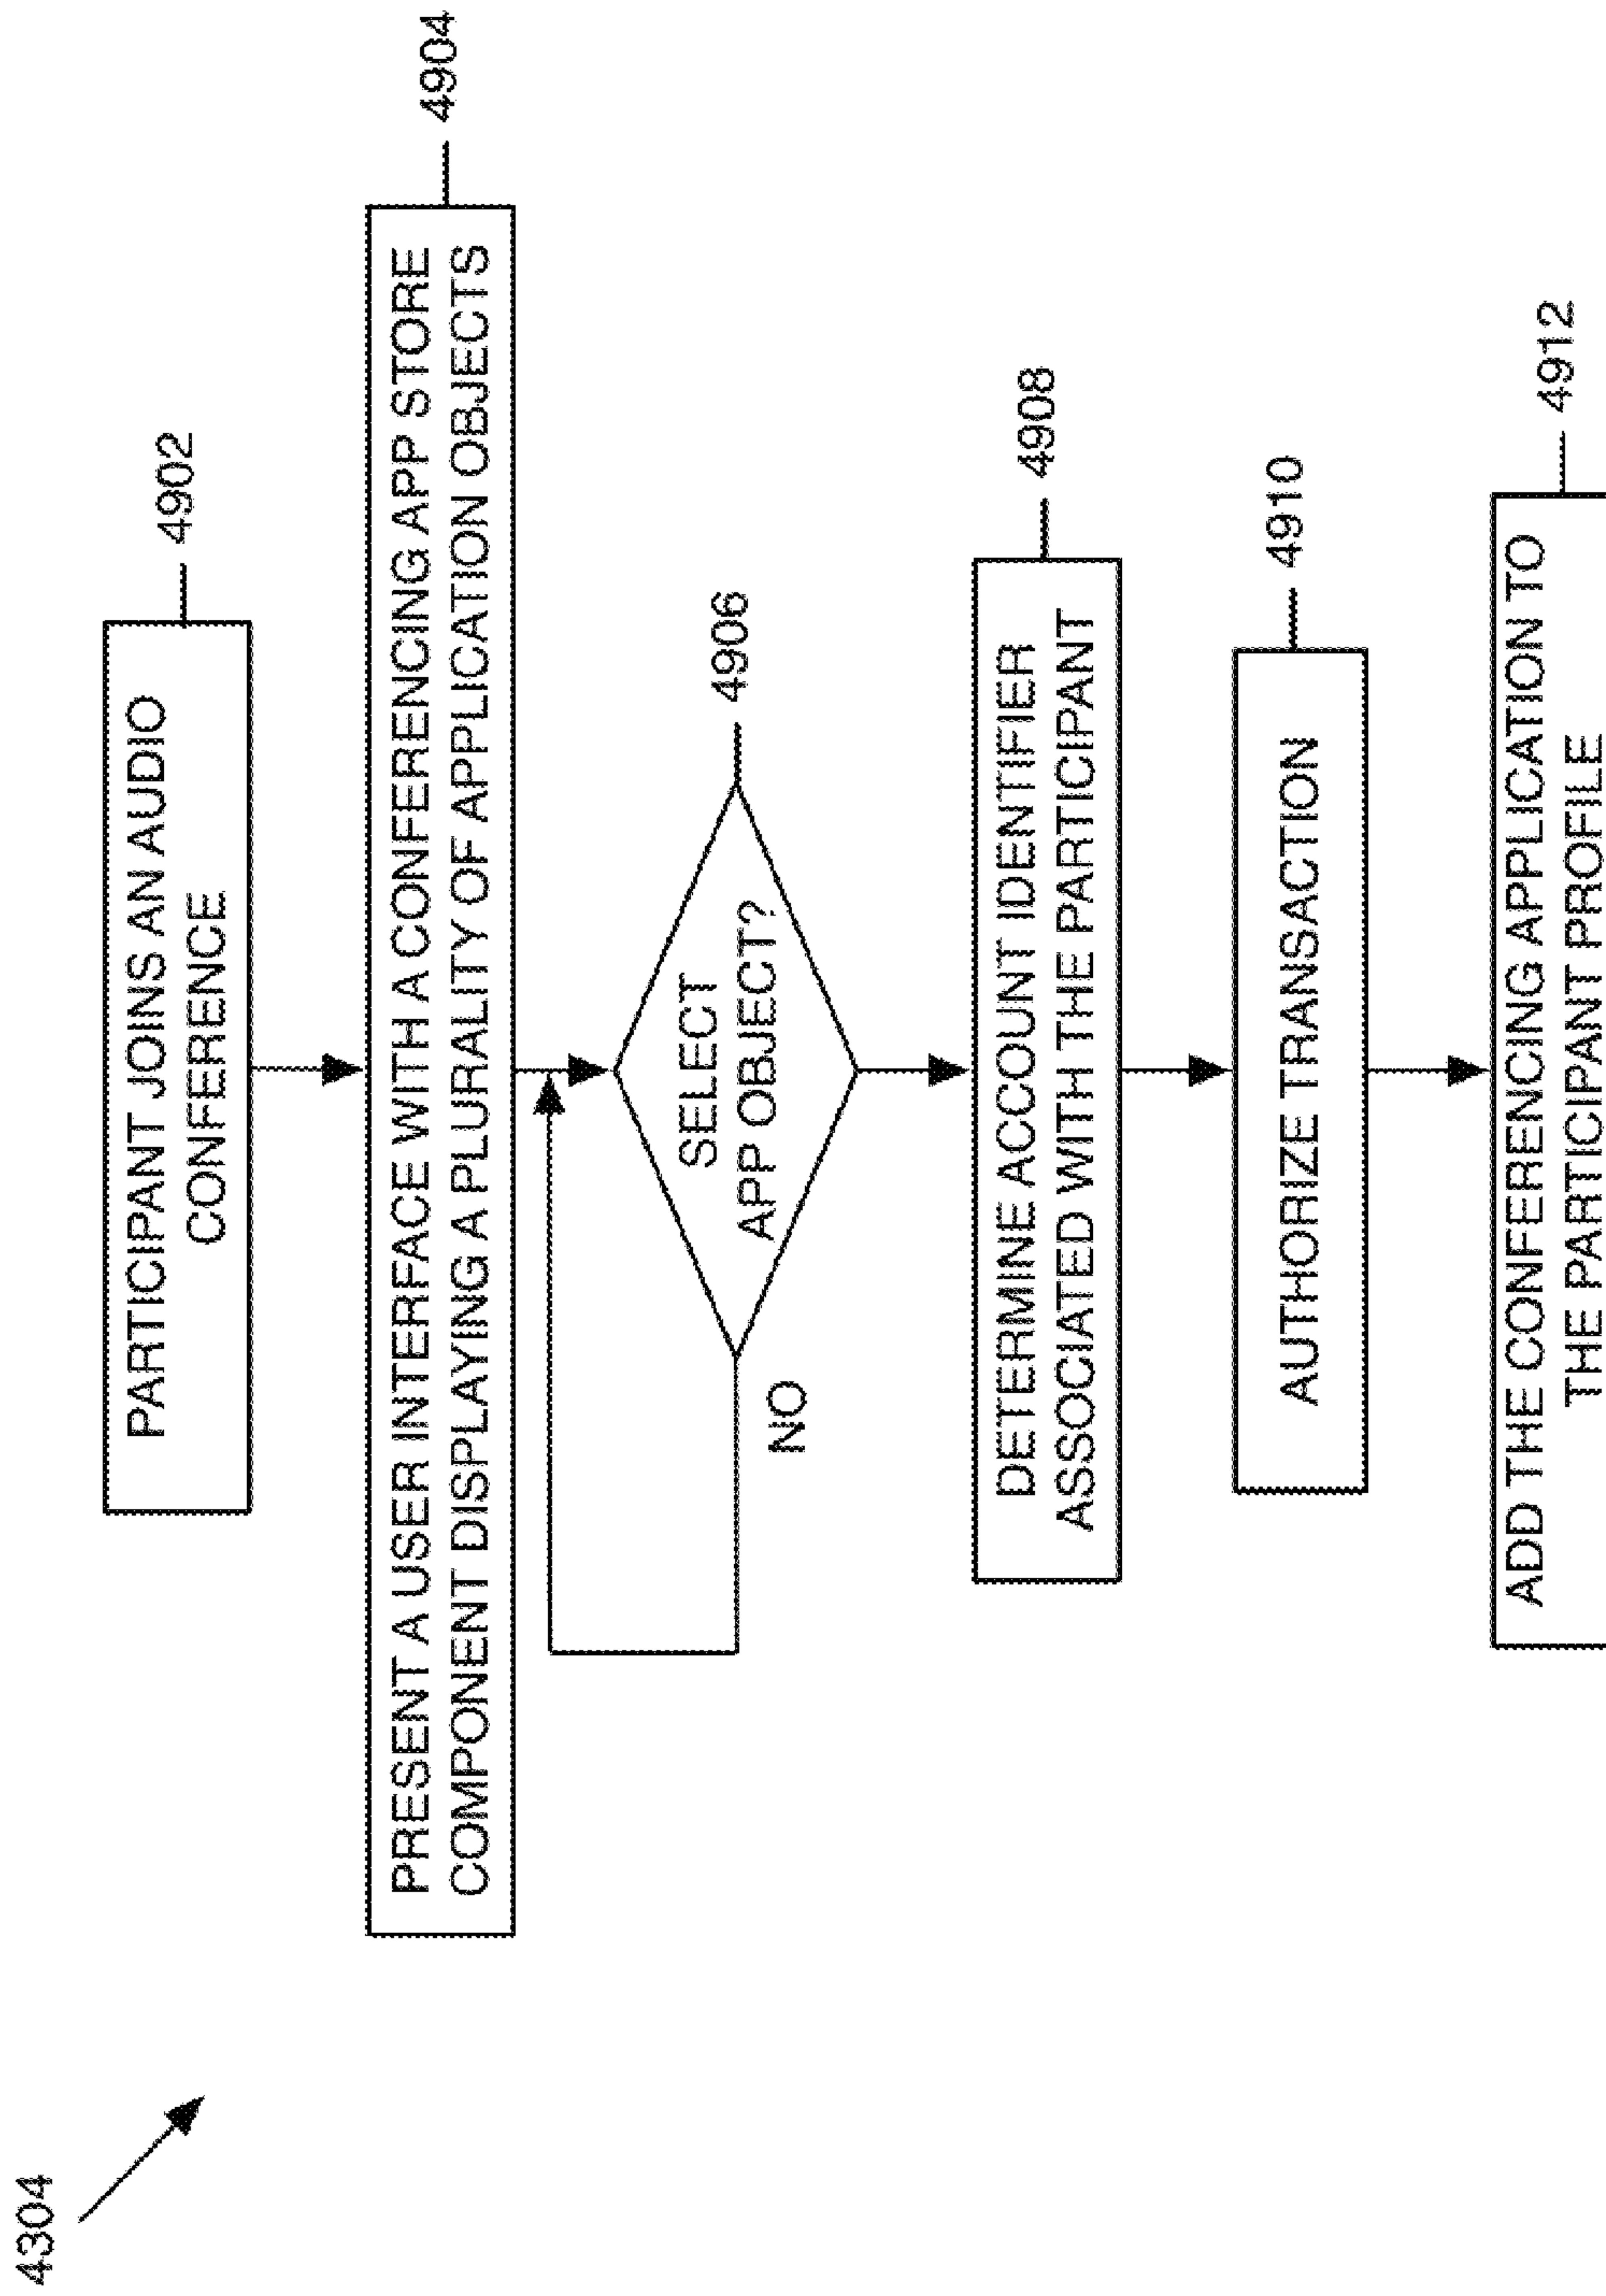 4304
PARTICIPANT JOINS AN AUDIO
CONFERENCE
4902
PRESENT A USER INTERFACE WITH A CONFERENCING APP STORE
COMPONENT DISPLAYING A PLURALITY OF APPLICATION OBJECTS
4904
SELECT
APP OBJECT?
4906
NO
DETERMINE ACCOUNT IDENTIFIER
ASSOCIATED WITH THE PARTICIPANT
4908
AUTHORIZE TRANSACTION
4910
ADD THE CONFERENCING APPLICATION TO
THE PARTICIPANT PROFILE
4912